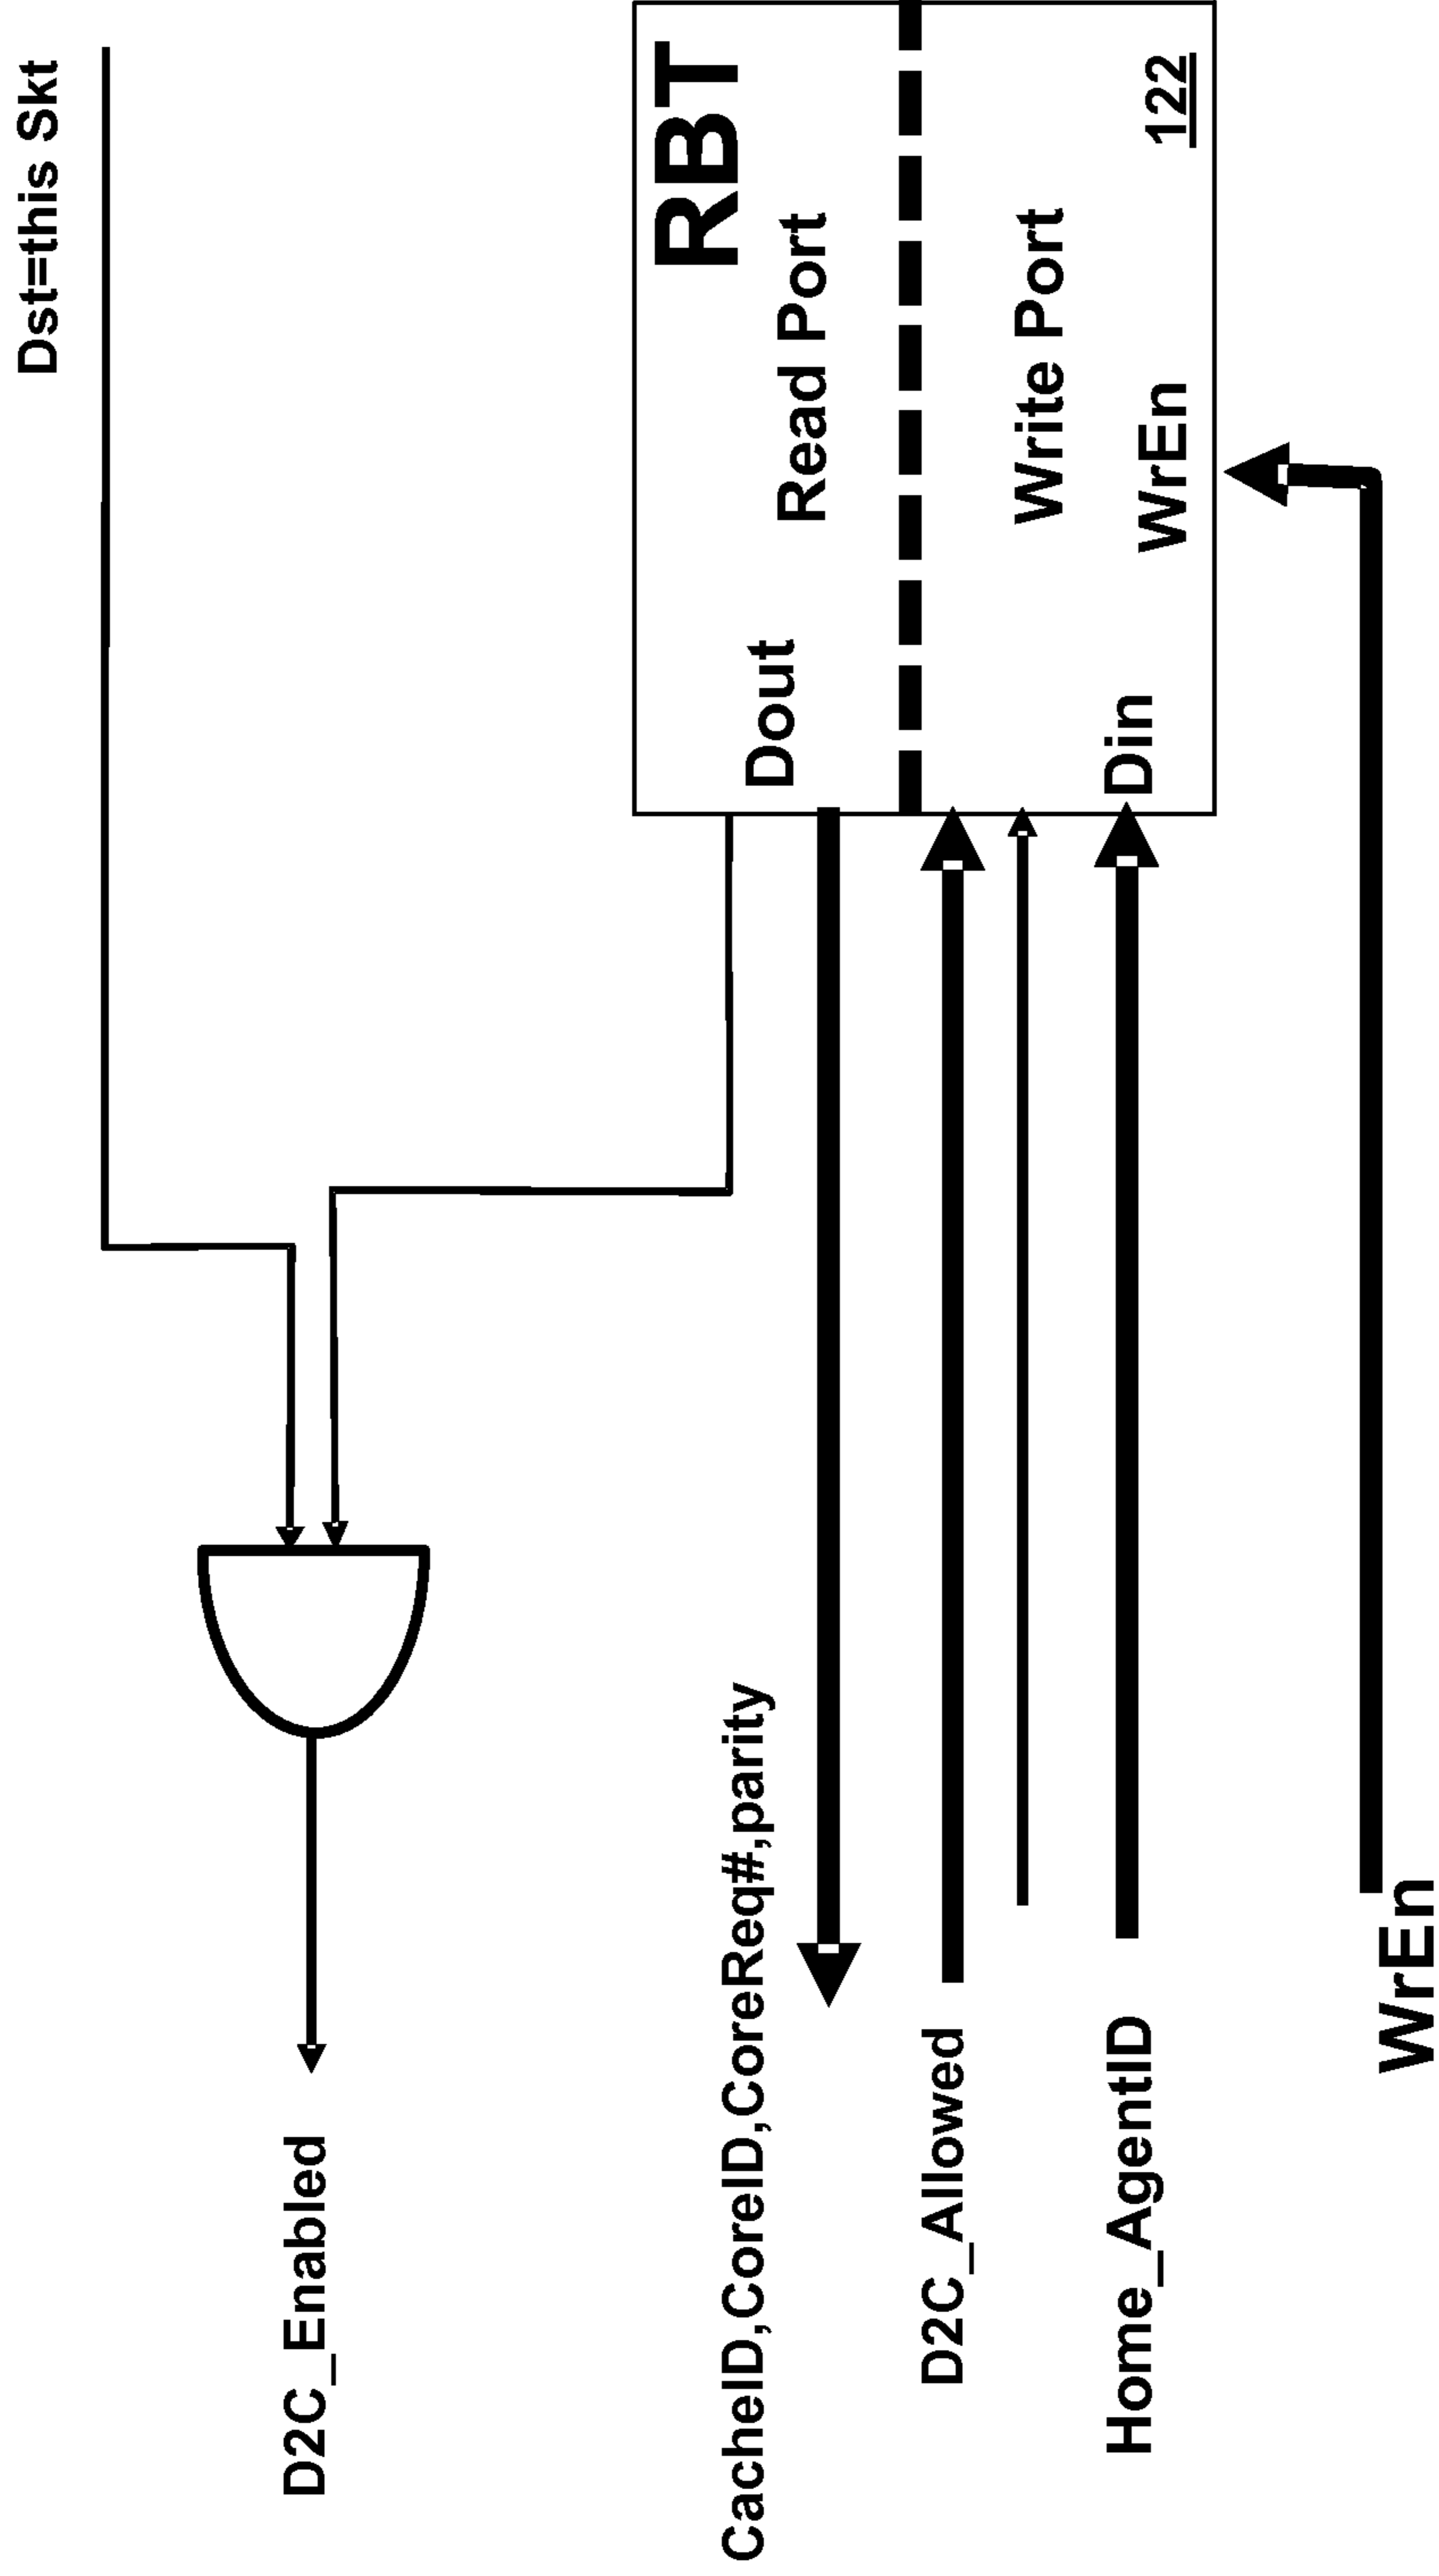 Dst=this Skt
RBT
Read Port
Dout
Write Port
WrEn
Din
122
D2C_Enabled
CacheID,CoreID,CoreReq#,parity
D2C_Allowed
Home_AgentID
WrEn